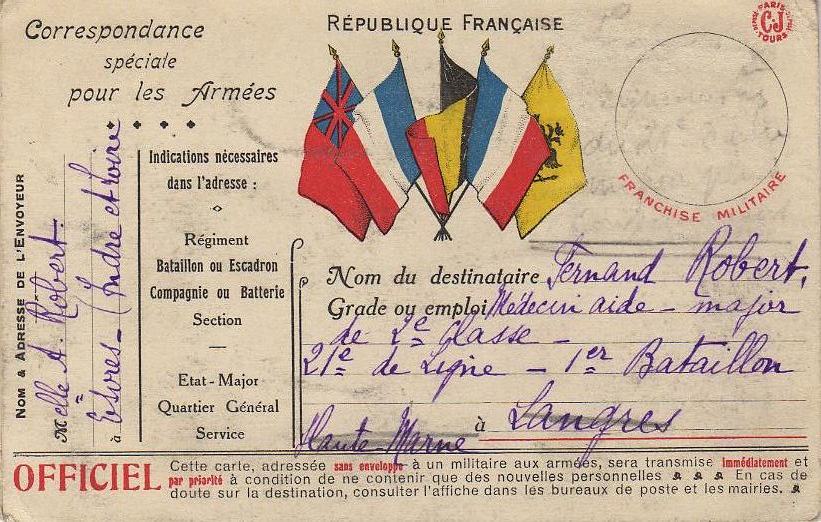 Correspondance
spéciale
pour les Armées
RÉPUBLIQUE FRANÇAISE
PARIS
C·J
TOURS
FRANCHISE MILITAIRE
NOM & ADRESSE DE L'ENVOYEUR
Melle A. Robert.
à Esvres - (Indre et Loire
Indications nécessaires
dans l'adresse :
Régiment
Bataillon ou Escadron
Compagnie ou Batterie
Section
—
Etat-Major
Quartier Général
Service
Nom du destinataire Fernand Robert,
Grade ou emploi Médecin aide - major
de 2e Classe -
21e de Ligne - 1er Bataillon
à Langres
Haute-Marne
OFFICIEL
Cette carte, adressée sans enveloppe à un militaire aux armées, sera transmise immédiatement et
par priorité à condition de ne contenir que des nouvelles personnelles En cas de
doute sur la destination, consulter l'affiche dans les bureaux de poste et les mairies.